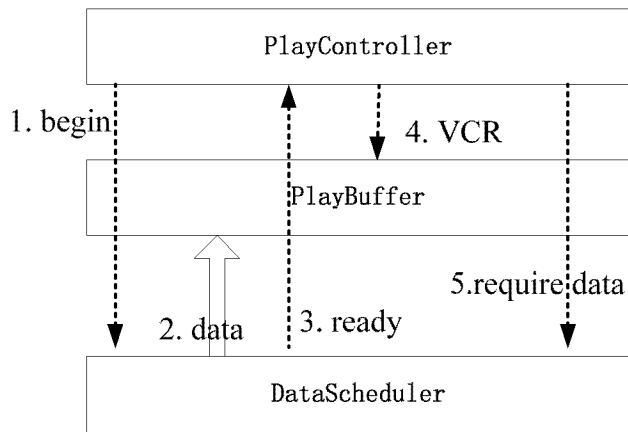 PlayController
1. begin
4. VCR
PlayBuffer
5.require data
2. data
3. ready
DataScheduler